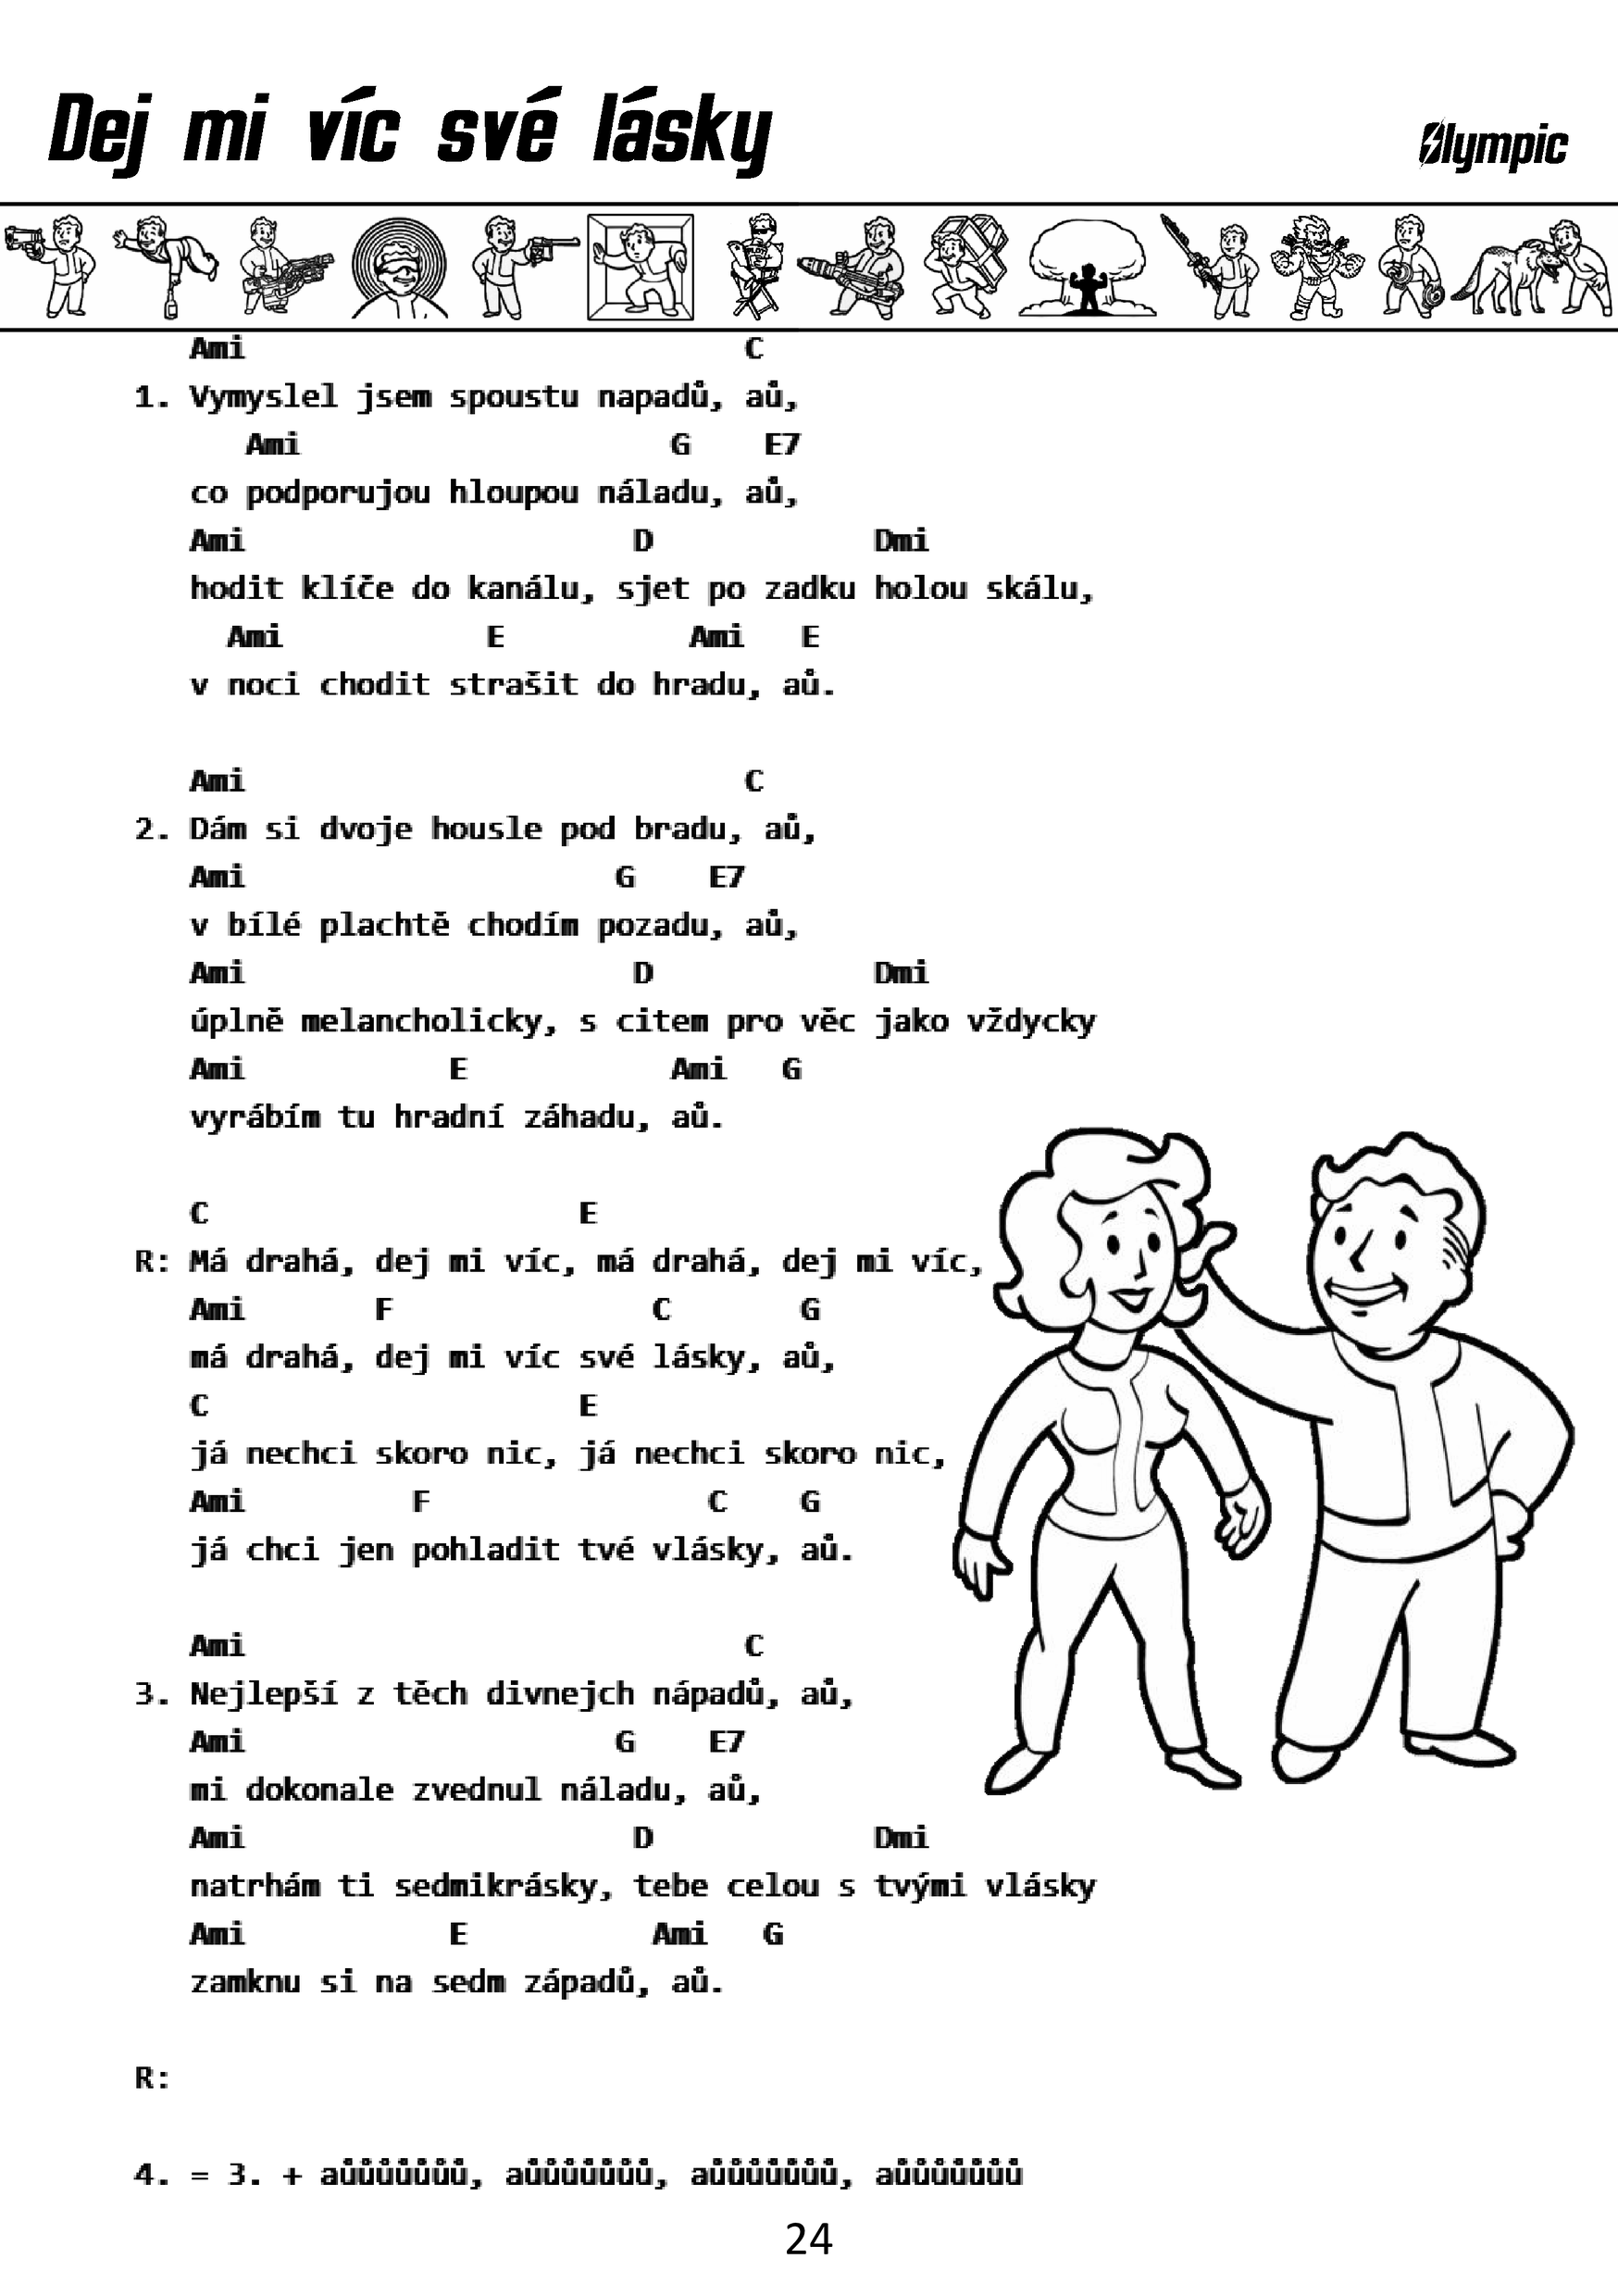 Dej mi víc své lásky
Olympic
Ami C
1. Vymyslel jsem spoustu napadů, aů,
Ami G E7
co podporujou hloupou náladu, aů,
Ami D Dmi
hodit klíče do kanálu, sjet po zadku holou skálu,
Ami E Ami E
v noci chodit strašit do hradu, aů.
Ami C
2. Dám si dvoje housle pod bradu, aů,
Ami G E7
v bílé plachtě chodím pozadu, aů,
Ami D Dmi
úplně melancholicky, s citem pro věc jako vždycky
Ami E Ami G
vyrábím tu hradní záhadu, aů.
C E
R: Má drahá, dej mi víc, má drahá, dej mi víc,
Ami F C G
má drahá, dej mi víc své lásky, aů,
C E
já nechci skoro nic, já nechci skoro nic,
Ami F C G
já chci jen pohladit tvé vlásky, aů.
Ami C
3. Nejlepší z těch divnejch nápadů, aů,
Ami G E7
mi dokonale zvednul náladu, aů,
Ami D Dmi
natrhám ti sedmikrásky, tebe celou s tvými vlásky
Ami E Ami G
zamknu si na sedm západů, aů.
R:
4. = 3. + aůůůůůůů, aůůůůůůů, aůůůůůůů, aůůůůůůů
24